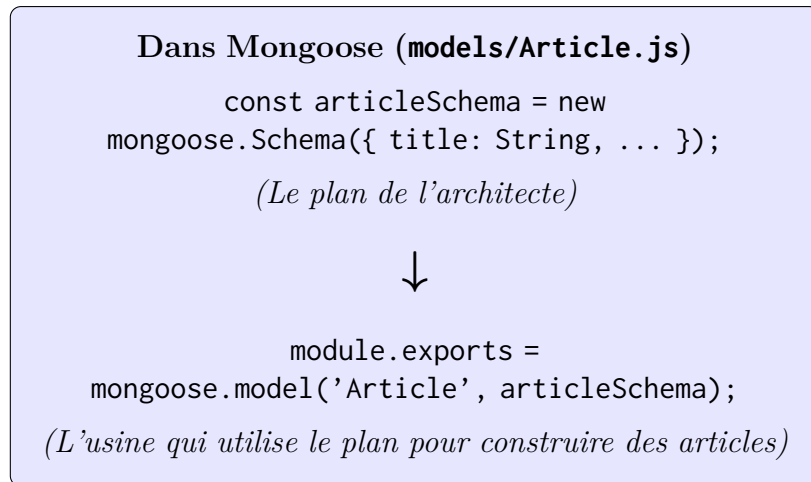 Dans Mongoose (models/Article.js)
const articleSchema = new
mongoose.Schema({ title: String, ... });
(Le plan de l'architecte)
↓
module.exports =
mongoose.model('Article', articleSchema);
(L'usine qui utilise le plan pour construire des articles)